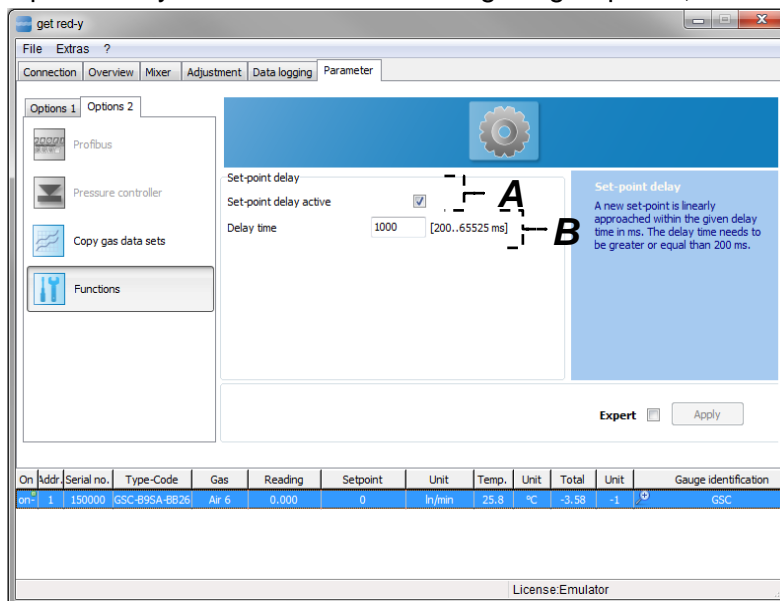 get red-y
File Extras ?
Connection Overview Mixer Adjustment Data logging Parameter
Options 1 Options 2
Profibus
Pressure controller
Copy gas data sets
Functions
Set-point delay
Set-point delay active
A
Delay time 1000 [200..65525 ms]
B
Set-point delay
A new set-point is linearly
approached within the given delay
time in ms. The delay time needs to
be greater or equal than 200 ms.
Expert Apply
On Addr. Serial no. Type-Code Gas Reading Setpoint Unit Temp. Unit Total Unit Gauge identification
on- 1 150000 GSC-B9SA-BB26 Air 6 0.000 0 ln/min 25.8 °C -3.58 -1 GSC
License:Emulator